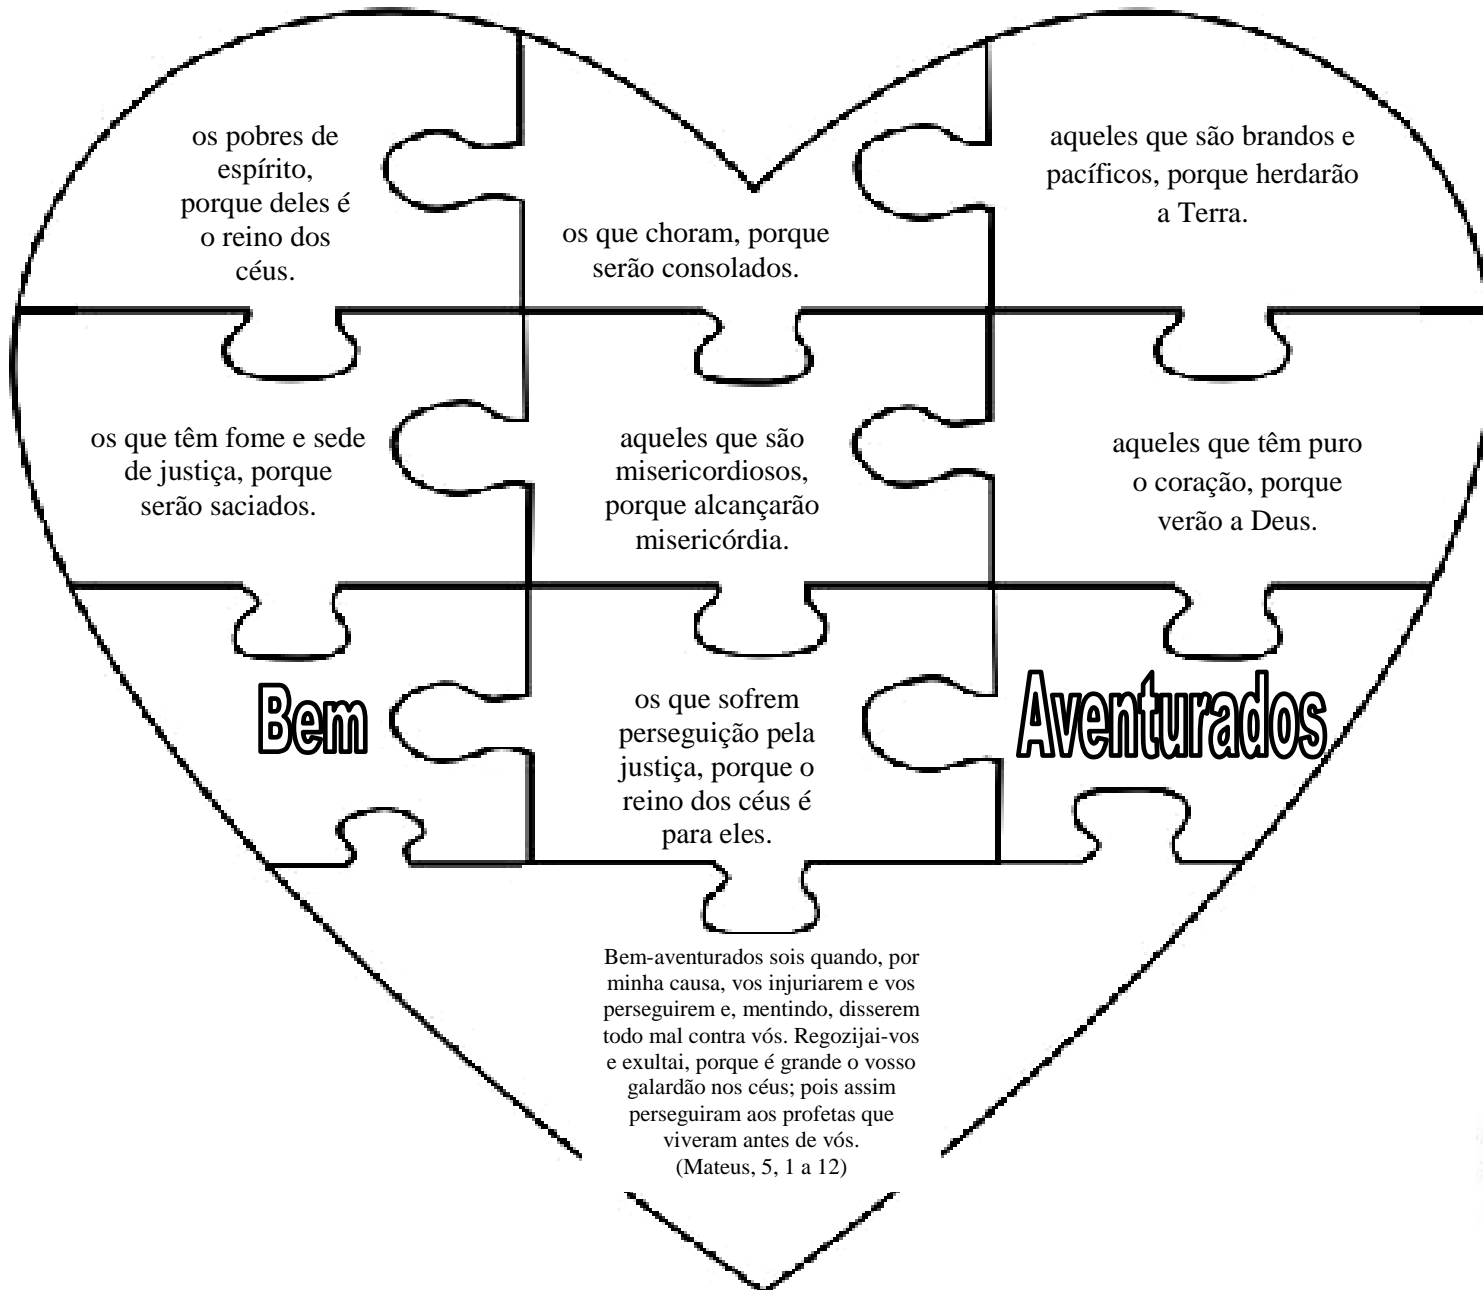 os pobres de
espírito,
porque deles é
o reino dos
céus.
os que choram, porque
serão consolados.
aqueles que são brandos e
pacíficos, porque herdarão
a Terra.
os que têm fome e sede
de justiça, porque
serão saciados.
aqueles que são
misericordiosos,
porque alcançarão
misericórdia.
aqueles que têm puro
o coração, porque
verão a Deus.
Bem
os que sofrem
perseguição pela
justiça, porque o
reino dos céus é
para eles.
Aventurados
Bem-aventurados sois quando, por
minha causa, vos injuriarem e vos
perseguirem e, mentindo, disserem
todo mal contra vós. Regozijai-vos
e exultai, porque é grande o vosso
galardão nos céus; pois assim
perseguiram aos profetas que
viveram antes de vós.
(Mateus, 5, 1 a 12)